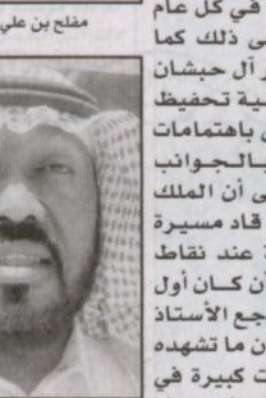 في كل عام
مفلح بن علي
ى ذلك كما
ر آل حبشان
ية تحفيظ
ى باهتمامات
بالجوانب
ى أن الملك
قاد مسيرة
ة عند نقاط
أن كان أول
جع الأستاذ
ن ما تشهده
ت كبيرة في